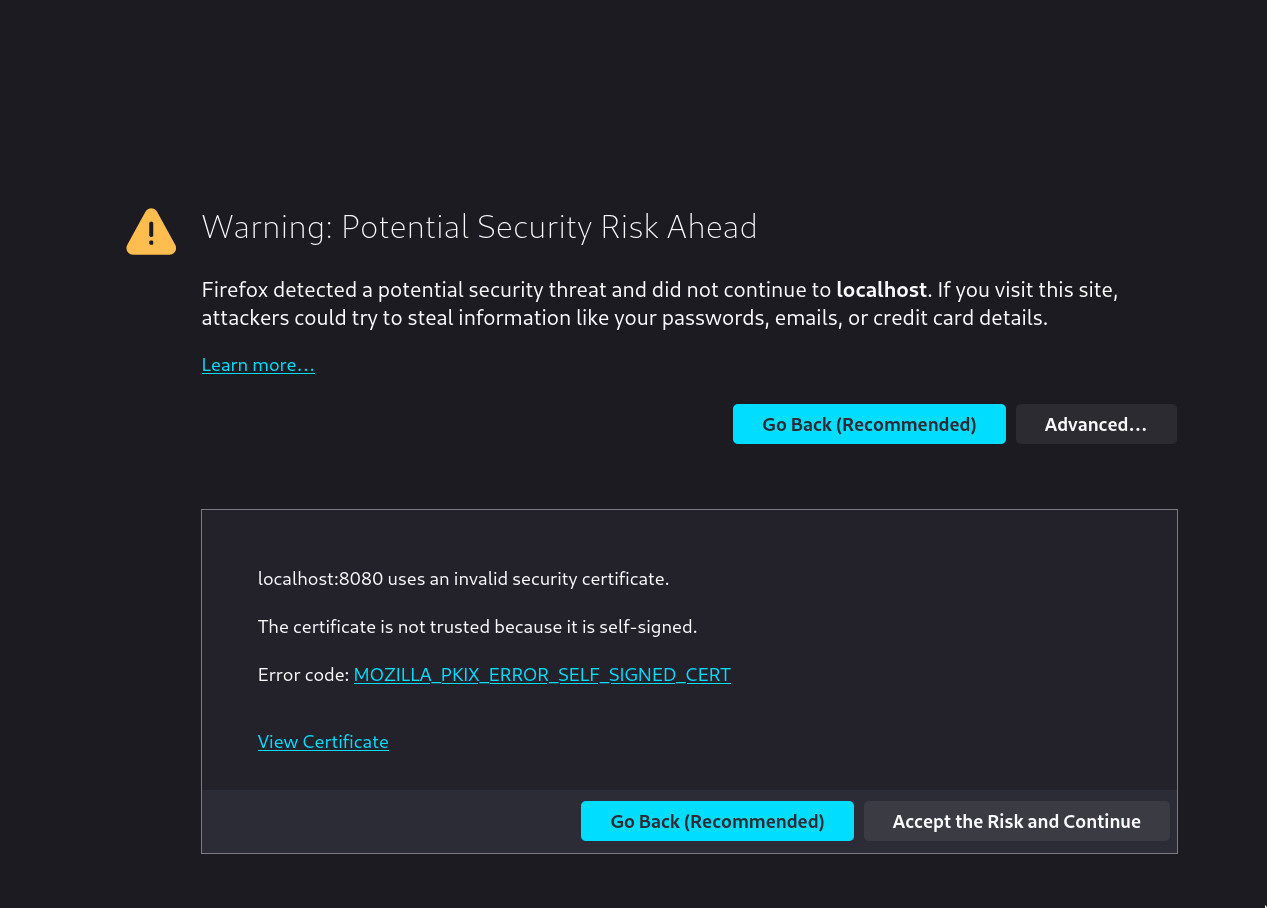 Warning: Potential Security Risk Ahead
Firefox detected a potential security threat and did not continue to localhost. If you visit this site,
attackers could try to steal information like your passwords, emails, or credit card details.
Learn more…
Go Back (Recommended)
Advanced…
localhost:8080 uses an invalid security certificate.
The certificate is not trusted because it is self-signed.
Error code: MOZILLA_PKIX_ERROR_SELF_SIGNED_CERT
View Certificate
Go Back (Recommended)
Accept the Risk and Continue